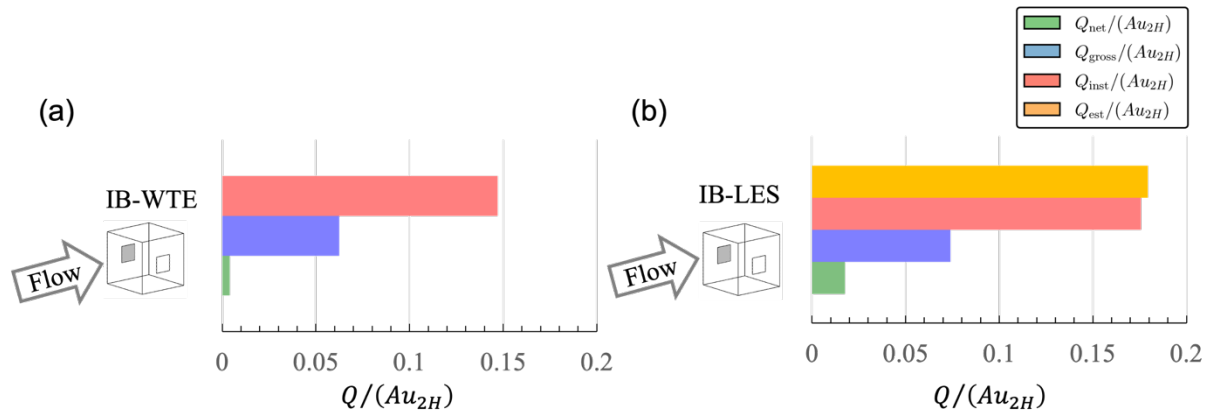 Q_net/(Au_2H)
Q_gross/(Au_2H)
Q_inst/(Au_2H)
Q_est/(Au_2H)
(a)
IB-WTE
Flow
0 0.05 0.1 0.15 0.2
Q/(Au_2H)
(b)
IB-LES
Flow
0 0.05 0.1 0.15 0.2
Q/(Au_2H)